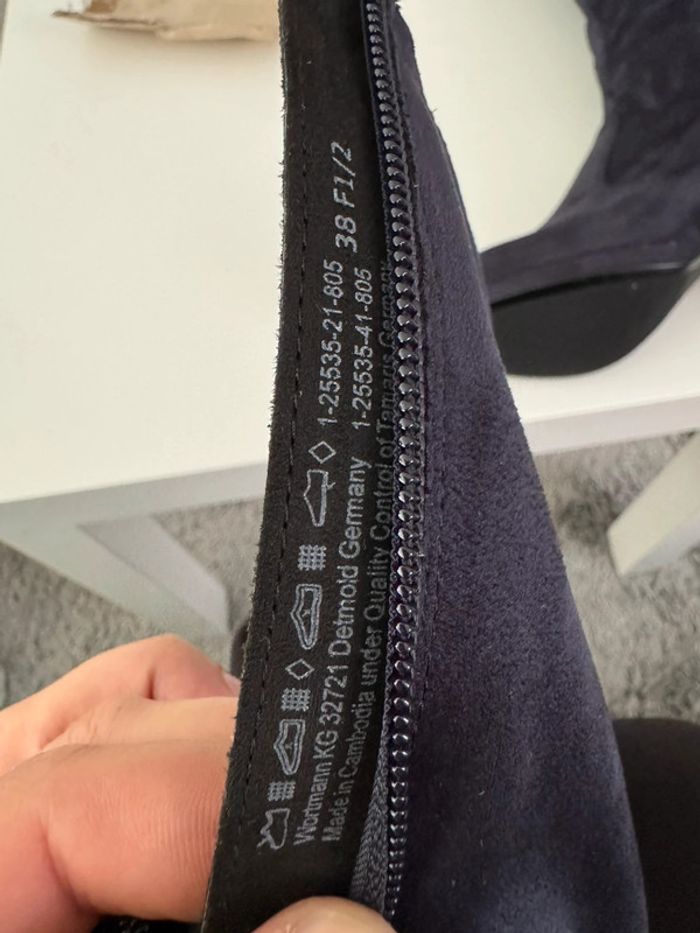 1-25535-21-805
1-25535-41-805 38 F1/2
Wortmann KG 32721 Detmold Germany
Made in Cambodia under Quality Control of Tamaris Germany